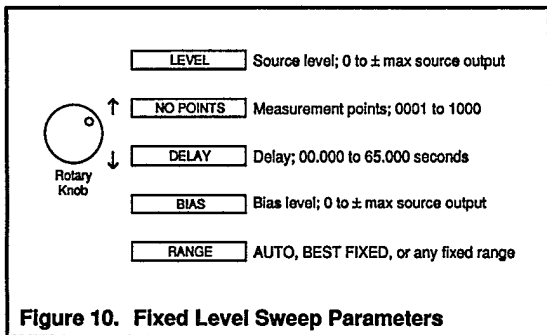 LEVEL Source level; 0 to ± max source output
NO POINTS Measurement points; 0001 to 1000
DELAY Delay; 00.000 to 65.000 seconds
Rotary
Knob
BIAS Bias level; 0 to ± max source output
RANGE AUTO, BEST FIXED, or any fixed range
Figure 10. Fixed Level Sweep Parameters